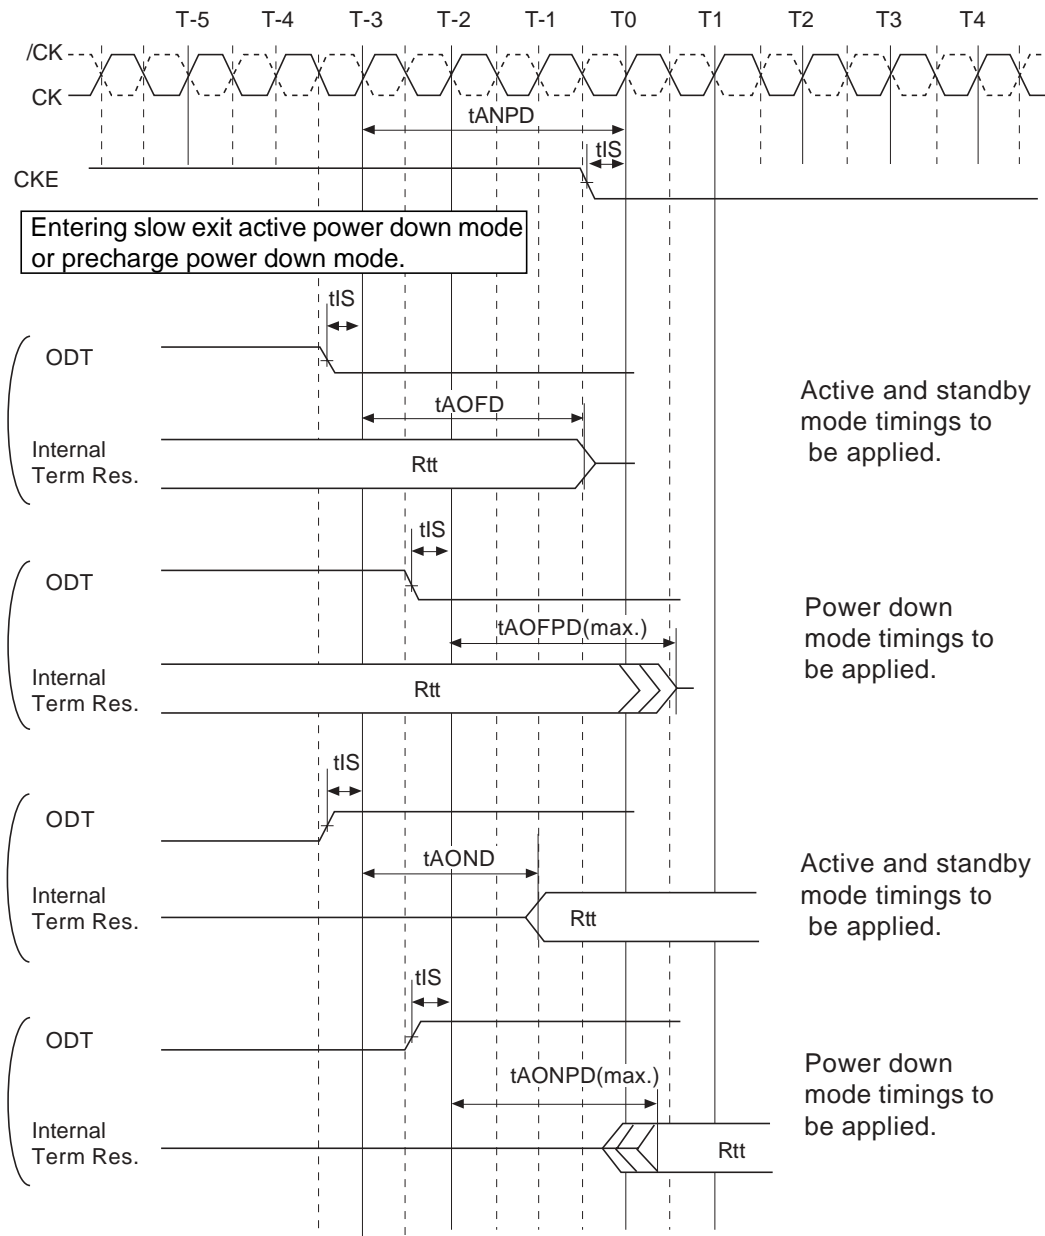 T-5 T-4 T-3 T-2 T-1 T0 T1 T2 T3 T4
/CK
CK
tANPD
tIS
CKE
Entering slow exit active power down mode
or precharge power down mode.
tIS
ODT
tAOFD
Internal
Term Res.
Rtt
Active and standby
mode timings to
be applied.
tIS
ODT
tAOFPD(max.)
Internal
Term Res.
Rtt
Power down
mode timings to
be applied.
tIS
ODT
tAOND
Internal
Term Res.
Rtt
Active and standby
mode timings to
be applied.
tIS
ODT
tAONPD(max.)
Internal
Term Res.
Rtt
Power down
mode timings to
be applied.